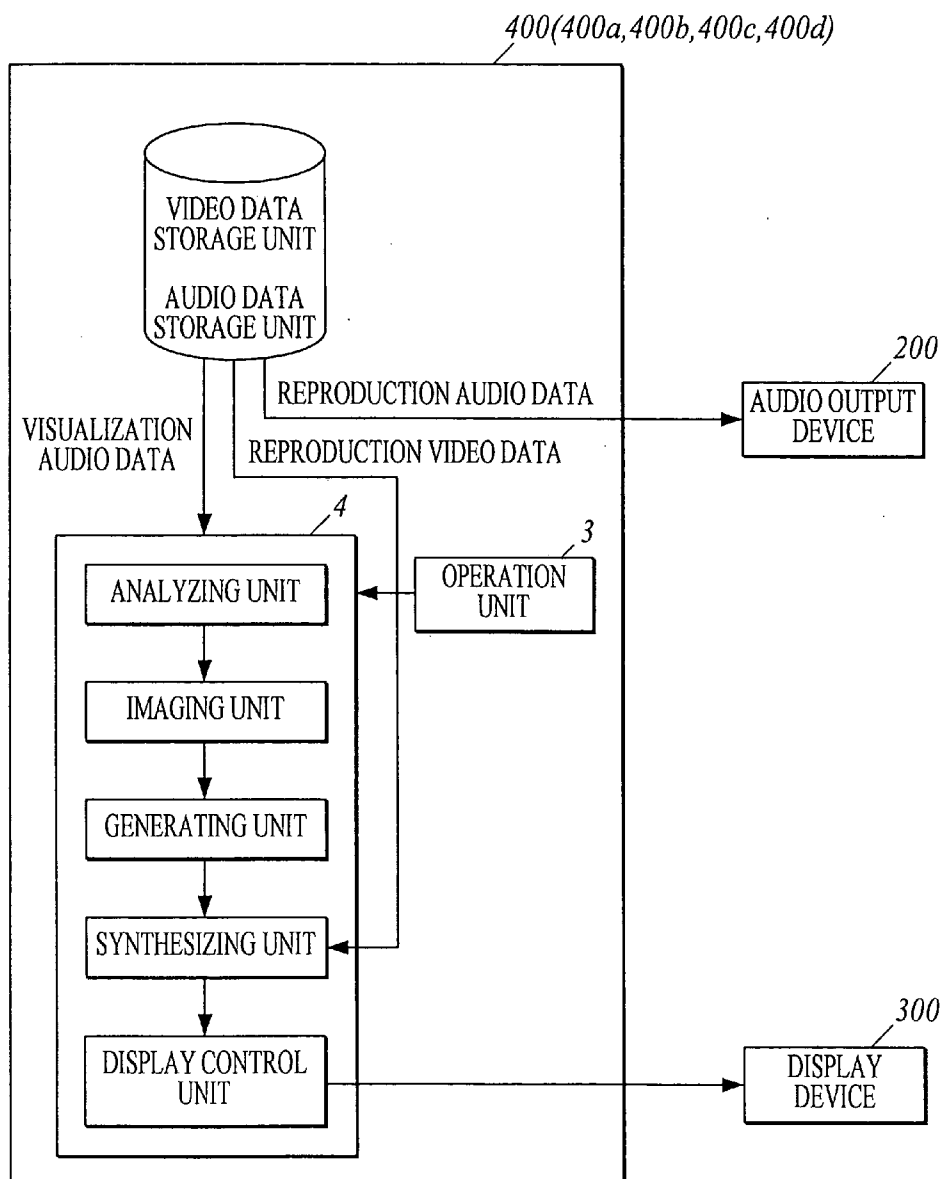 400(400a,400b,400c,400d)
VIDEO DATA
STORAGE UNIT
AUDIO DATA
STORAGE UNIT
REPRODUCTION AUDIO DATA
200
AUDIO OUTPUT
DEVICE
VISUALIZATION
AUDIO DATA
REPRODUCTION VIDEO DATA
4
3
OPERATION
UNIT
ANALYZING UNIT
IMAGING UNIT
GENERATING UNIT
SYNTHESIZING UNIT
DISPLAY CONTROL
UNIT
300
DISPLAY
DEVICE